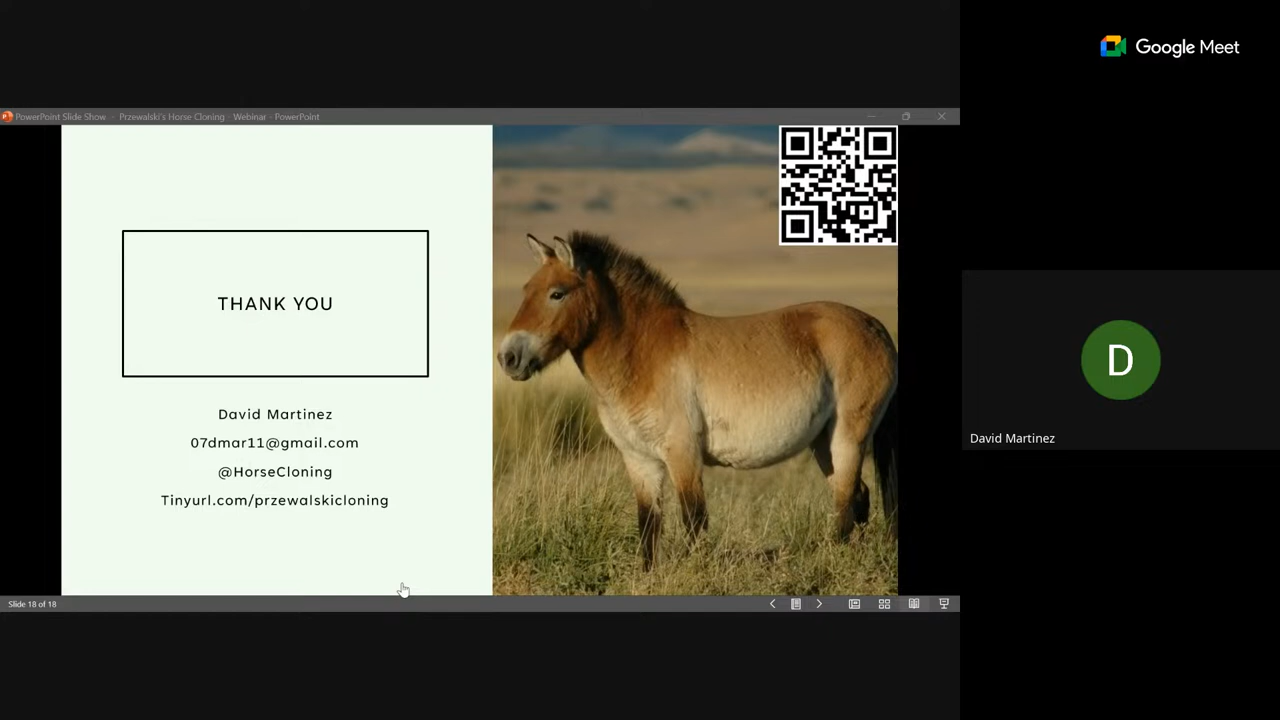 Google Meet
PowerPoint Slide Show - Przewalski's Horse Cloning - Webinar - PowerPoint
THANK YOU
David Martinez
07dmar11@gmail.com
@HorseCloning
Tinyurl.com/przewalskicloning
D
David Martinez
Slide 18 of 18